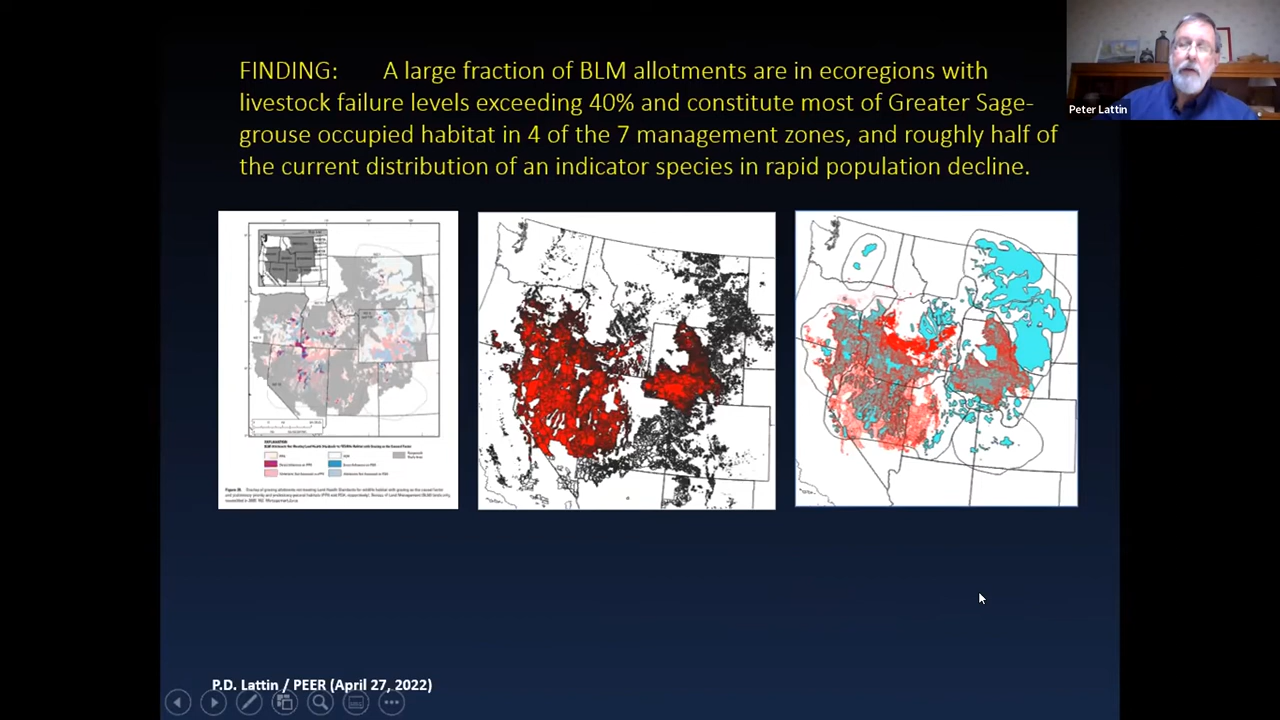 FINDING: A large fraction of BLM allotments are in ecoregions with
livestock failure levels exceeding 40% and constitute most of Greater Sage-
grouse occupied habitat in 4 of the 7 management zones, and roughly half of
the current distribution of an indicator species in rapid population decline.
Peter Lattin
EXPLANATION
P.D. Lattin / PEER (April 27, 2022)